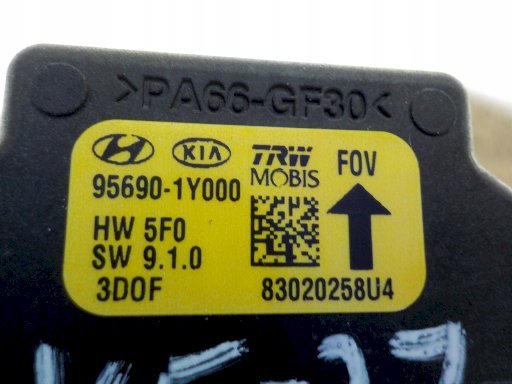 >PA66-GF30<
KIA TRW FOV
MOBIS
95690-1Y000
HW 5F0
SW 9.1.0
3DOF 83020258U4